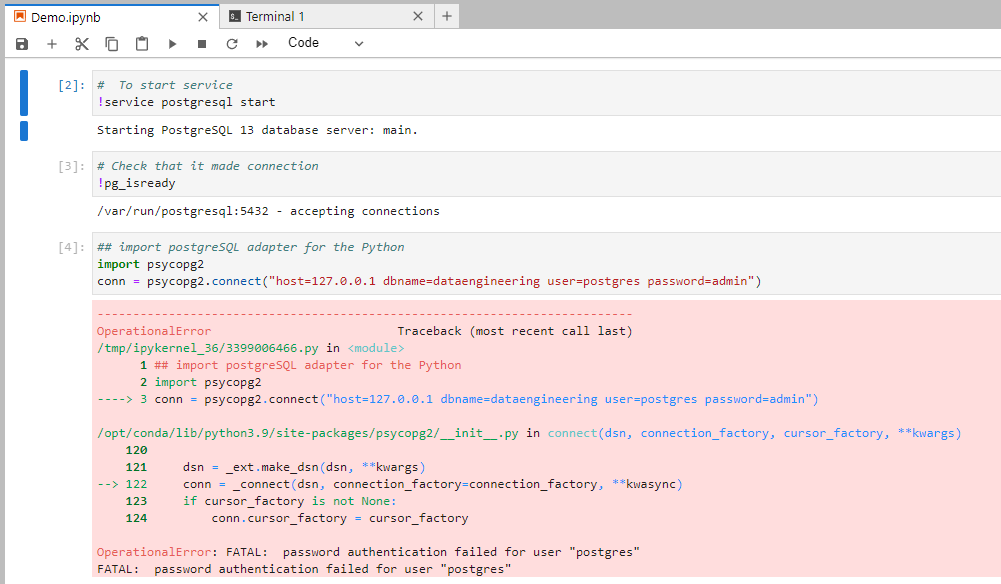 Demo.ipynb
Terminal 1
Code
[2]: #  To start service
!service postgresql start
Starting PostgreSQL 13 database server: main.
[3]: # Check that it made connection
!pg_isready
/var/run/postgresql:5432 - accepting connections
[4]: ## import postgreSQL adapter for the Python
import psycopg2
conn = psycopg2.connect("host=127.0.0.1 dbname=dataengineering user=postgres password=admin")
---------------------------------------------------------------------------
OperationalError                          Traceback (most recent call last)
/tmp/ipykernel_36/3399006466.py in <module>
      1 ## import postgreSQL adapter for the Python
      2 import psycopg2
----> 3 conn = psycopg2.connect("host=127.0.0.1 dbname=dataengineering user=postgres password=admin")
/opt/conda/lib/python3.9/site-packages/psycopg2/__init__.py in connect(dsn, connection_factory, cursor_factory, **kwargs)
    120
    121     dsn = _ext.make_dsn(dsn, **kwargs)
--> 122     conn = _connect(dsn, connection_factory=connection_factory, **kwasync)
    123     if cursor_factory is not None:
    124         conn.cursor_factory = cursor_factory
OperationalError: FATAL:  password authentication failed for user "postgres"
FATAL:  password authentication failed for user "postgres"